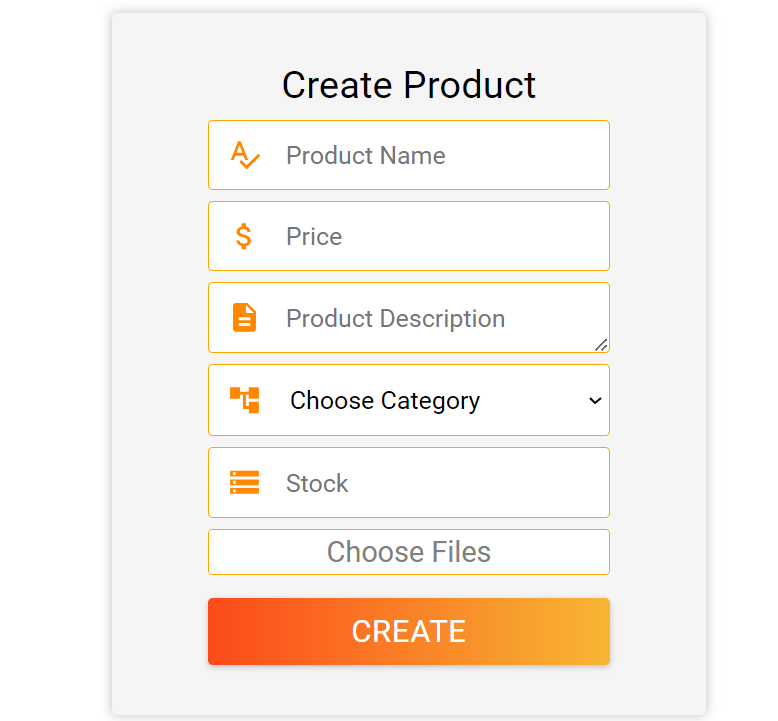 Create Product
Product Name
Price
Product Description
Choose Category
Stock
Choose Files
CREATE